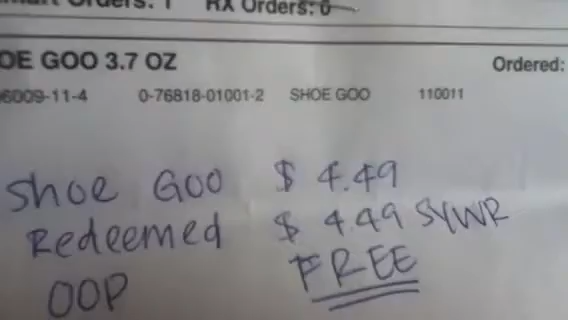 Orders: 1 RX Orders: 0
OE GOO 3.7 OZ Ordered:
6009-11-4 0-76818-01001-2 SHOE GOO 110011
Shoe Goo $ 4.49
Redeemed $ 4.49 SYWR
OOP FREE